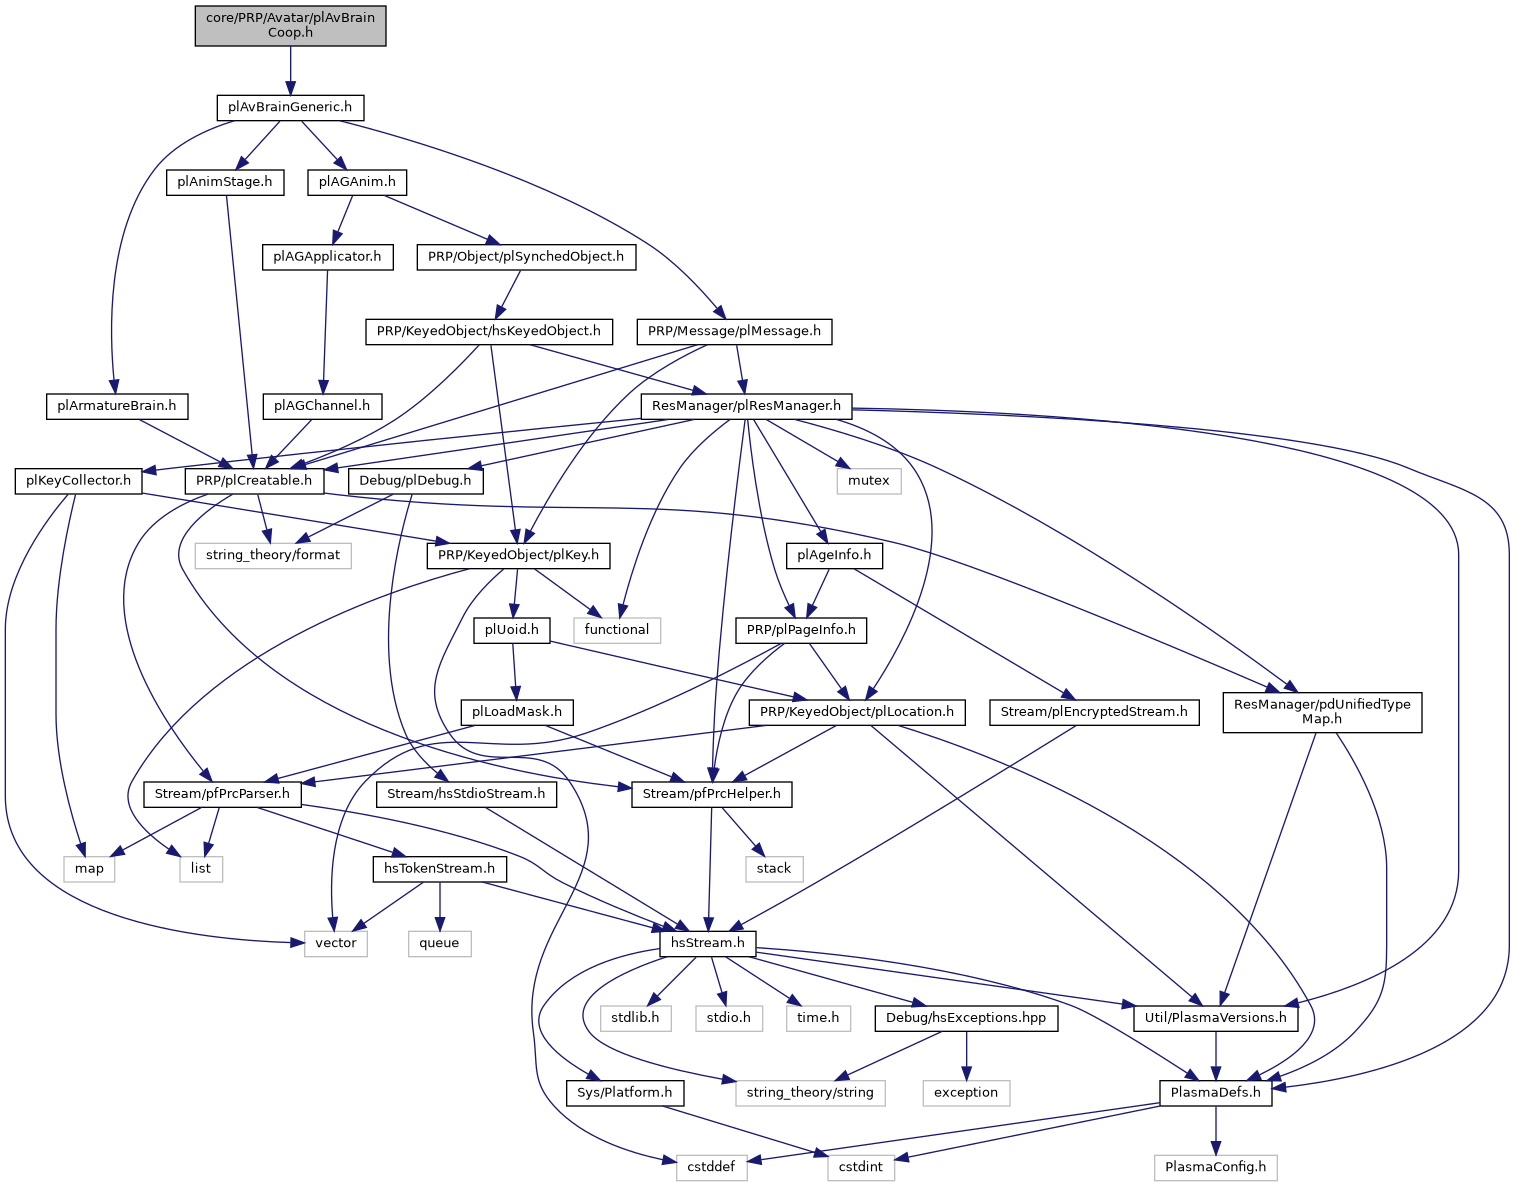 core/PRP/Avatar/plAvBrain
Coop.h
plAvBrainGeneric.h
plAnimStage.h
plAGAnim.h
plAGApplicator.h
PRP/Object/plSynchedObject.h
PRP/KeyedObject/hsKeyedObject.h
PRP/Message/plMessage.h
plArmatureBrain.h
plAGChannel.h
ResManager/plResManager.h
plKeyCollector.h
PRP/plCreatable.h
Debug/plDebug.h
mutex
string_theory/format
PRP/KeyedObject/plKey.h
plAgeInfo.h
plUoid.h
functional
PRP/plPageInfo.h
plLoadMask.h
PRP/KeyedObject/plLocation.h
Stream/plEncryptedStream.h
ResManager/pdUnifiedType
Map.h
Stream/pfPrcParser.h
Stream/hsStdioStream.h
Stream/pfPrcHelper.h
map
list
hsTokenStream.h
stack
vector
queue
hsStream.h
stdlib.h
stdio.h
time.h
Debug/hsExceptions.hpp
Util/PlasmaVersions.h
Sys/Platform.h
string_theory/string
exception
PlasmaDefs.h
cstddef
cstdint
PlasmaConfig.h